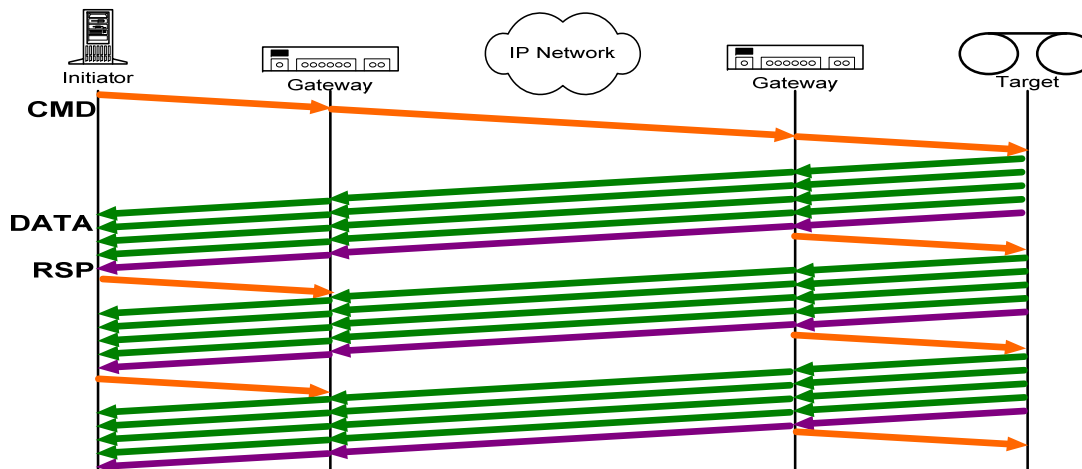 IP Network
Initiator
Gateway
Gateway
Target
CMD
DATA
RSP